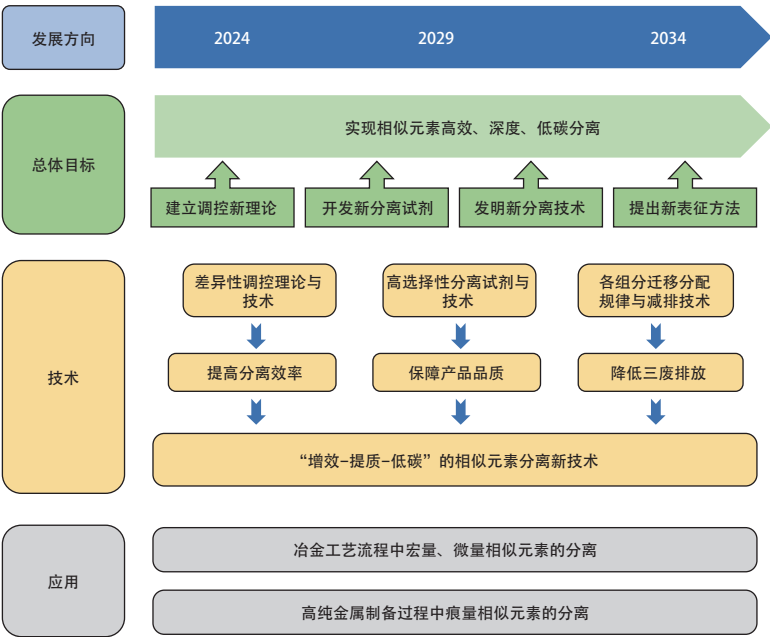 发展方向
2024
2029
2034
总体目标
实现相似元素高效、深度、低碳分离
建立调控新理论
开发新分离试剂
发明新分离技术
提出新表征方法
技术
差异性调控理论与
技术
高选择性分离试剂与
技术
各组分迁移分配
规律与减排技术
提高分离效率
保障产品品质
降低三废排放
“增效–提质–低碳”的相似元素分离新技术
应用
冶金工艺流程中宏量、微量相似元素的分离
高纯金属制备过程中痕量相似元素的分离